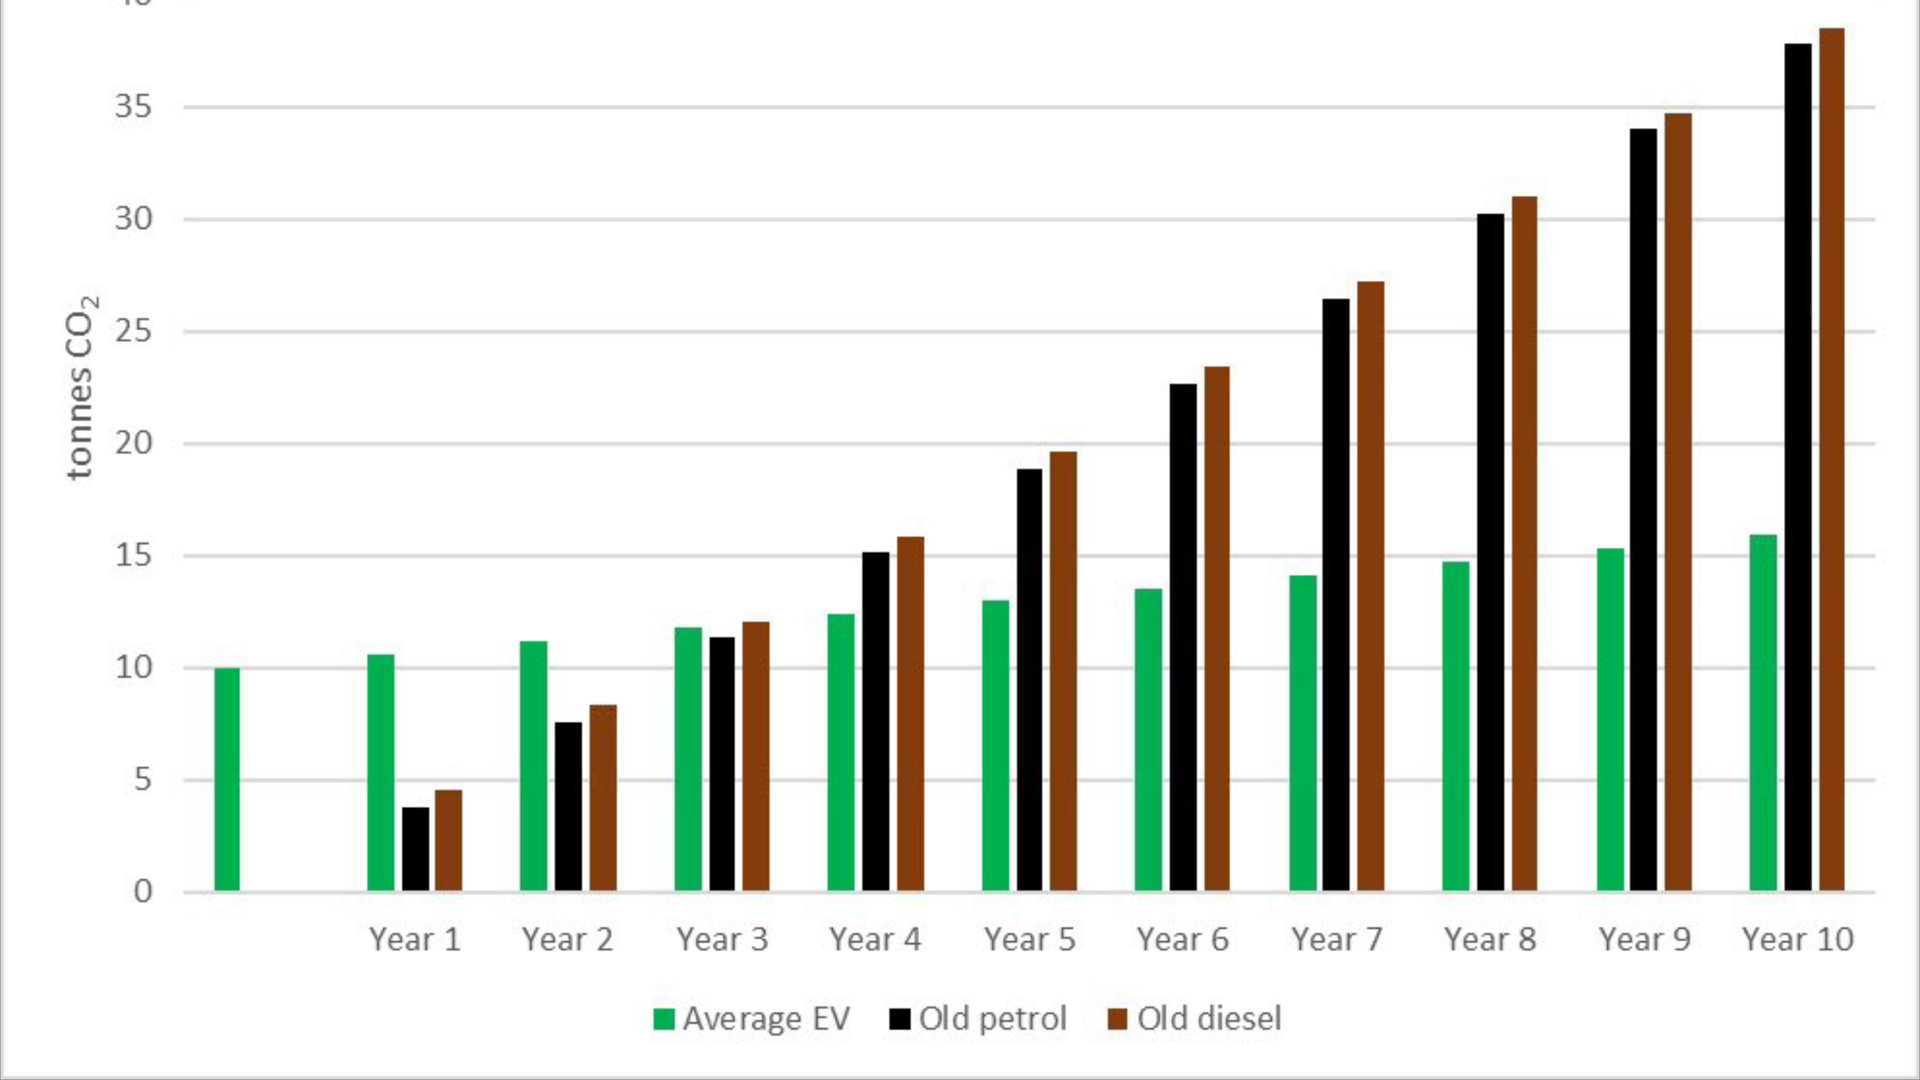 35
30
25
20
15
10
5
0
tonnes CO₂
Year 1 Year 2 Year 3 Year 4 Year 5 Year 6 Year 7 Year 8 Year 9 Year 10
Average EV Old petrol Old diesel